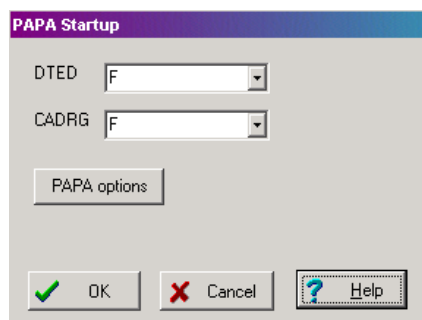 PAPA Startup
DTED F
CADRG F
PAPA options
OK Cancel ? Help